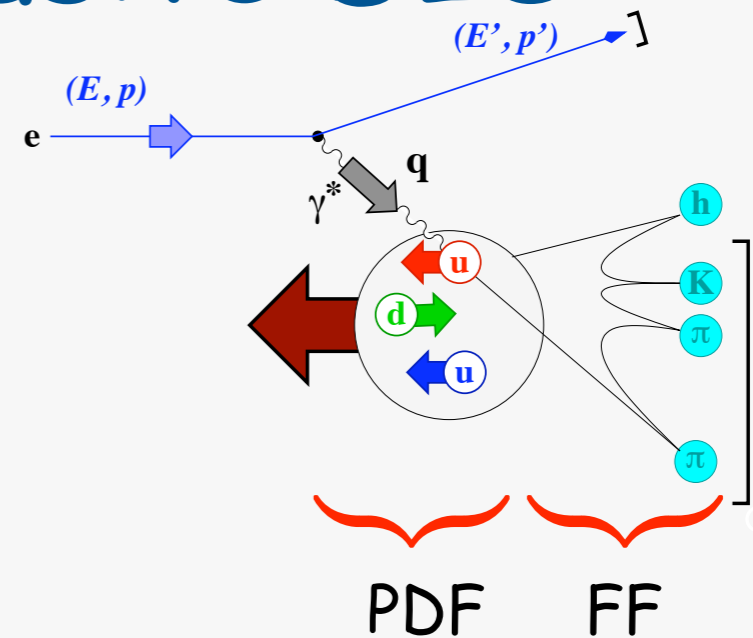 (E', p')
(E, p)
e
q
γ*
h
u
K
d
π
u
π
PDF FF